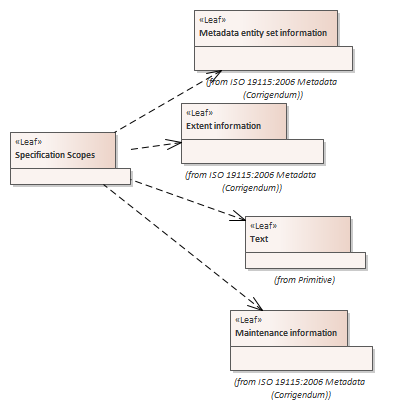 «Leaf»
Metadata entity set information
(from ISO 19115:2006 Metadata
(Corrigendum))
«Leaf»
Extent information
(from ISO 19115:2006 Metadata
(Corrigendum))
«Leaf»
Specification Scopes
«Leaf»
Text
(from Primitive)
«Leaf»
Maintenance information
(from ISO 19115:2006 Metadata
(Corrigendum))